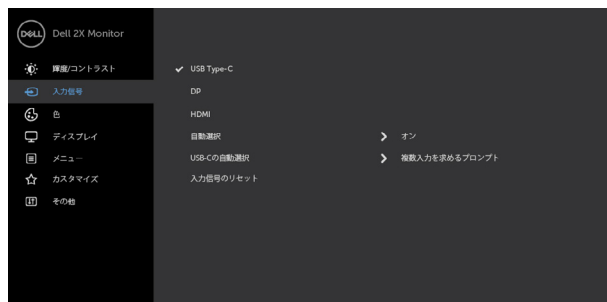 DELL Dell 2X Monitor
輝度/コントラスト
入力信号
色
ディスプレイ
メニュー
カスタマイズ
その他
USB Type-C
DP
HDMI
自動選択 オン
USB-Cの自動選択 複数入力を求めるプロンプト
入力信号のリセット